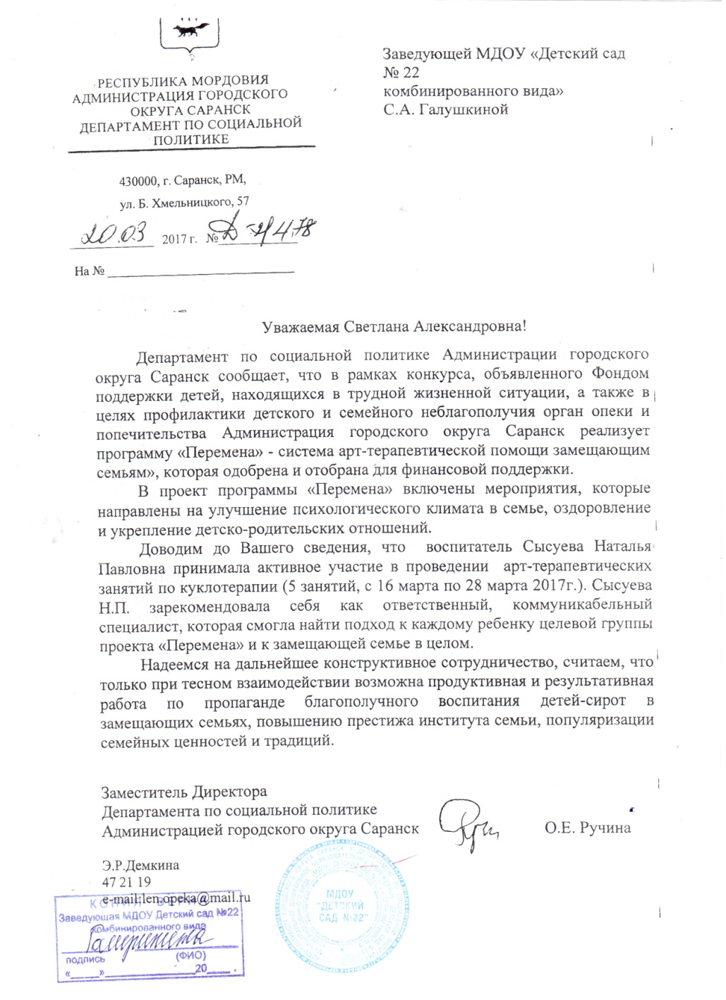 РЕСПУБЛИКА МОРДОВИЯ
АДМИНИСТРАЦИЯ ГОРОДСКОГО
ОКРУГА САРАНСК
ДЕПАРТАМЕНТ ПО СОЦИАЛЬНОЙ
ПОЛИТИКЕ
430000, г. Саранск, РМ,
ул. Б. Хмельницкого, 57
20.03 2017 г. №
На №
Заведующей МДОУ «Детский сад
№ 22
комбинированного вида»
С.А. Галушкиной
Уважаемая Светлана Александровна!
Департамент по социальной политике Администрации городского
округа Саранск сообщает, что в рамках конкурса, объявленного Фондом
поддержки детей, находящихся в трудной жизненной ситуации, а также в
целях профилактики детского и семейного неблагополучия орган опеки и
попечительства Администрация городского округа Саранск реализует
программу «Перемена» - система арт-терапевтической помощи замещающим
семьям», которая одобрена и отобрана для финансовой поддержки.
В проект программы «Перемена» включены мероприятия, которые
направлены на улучшение психологического климата в семье, оздоровление
и укрепление детско-родительских отношений.
Доводим до Вашего сведения, что воспитатель Сысуева Наталья
Павловна принимала активное участие в проведении арт-терапевтических
занятий по куклотерапии (5 занятий, с 16 марта по 28 марта 2017г.). Сысуева
Н.П. зарекомендовала себя как ответственный, коммуникабельный
специалист, которая смогла найти подход к каждому ребенку целевой группы
проекта «Перемена» и к замещающей семье в целом.
Надеемся на дальнейшее конструктивное сотрудничество, считаем, что
только при тесном взаимодействии возможна продуктивная и результативная
работа по пропаганде благополучного воспитания детей-сирот в
замещающих семьях, повышению престижа института семьи, популяризации
семейных ценностей и традиций.
Заместитель Директора
Департамента по социальной политике
Администрацией городского округа Саранск О.Е. Ручина
Э.Р.Демкина
47 21 19
e-mail:len.opeka@mail.ru
КОПИЯ ВЕРНА
Заведующая МДОУ Детский сад №22
комбинированного вида
подпись (ФИО)
«____»____________20____.
МДОУ
"ДЕТСКИЙ
САД №22"